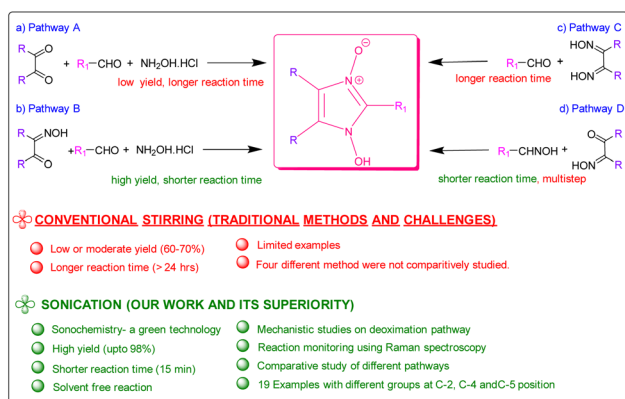 a) Pathway A
R
O
R
O
+ R1–CHO + NH2OH.HCl
low yield, longer reaction time
b) Pathway B
R
NOH
R
O
+R1–CHO + NH2OH.HCl
high yield, shorter reaction time
O⊖
R
N⊕
R1
R
N
OH
c) Pathway C
R1–CHO +
HON
R
HON
R
longer reaction time
d) Pathway D
R1–CHNOH +
O
R
HON
R
shorter reaction time, multistep
CONVENTIONAL STIRRING (TRADITIONAL METHODS AND CHALLENGES)
Low or moderate yield (60-70%)
Longer reaction time (> 24 hrs)
Limited examples
Four different method were not comparitively studied.
SONICATION (OUR WORK AND ITS SUPERIORITY)
Sonochemistry- a green technology
High yield (upto 98%)
Shorter reaction time (15 min)
Solvent free reaction
Mechanistic studies on deoximation pathway
Reaction monitoring using Raman spectroscopy
Comparative study of different pathways
19 Examples with different groups at C-2, C-4 andC-5 position